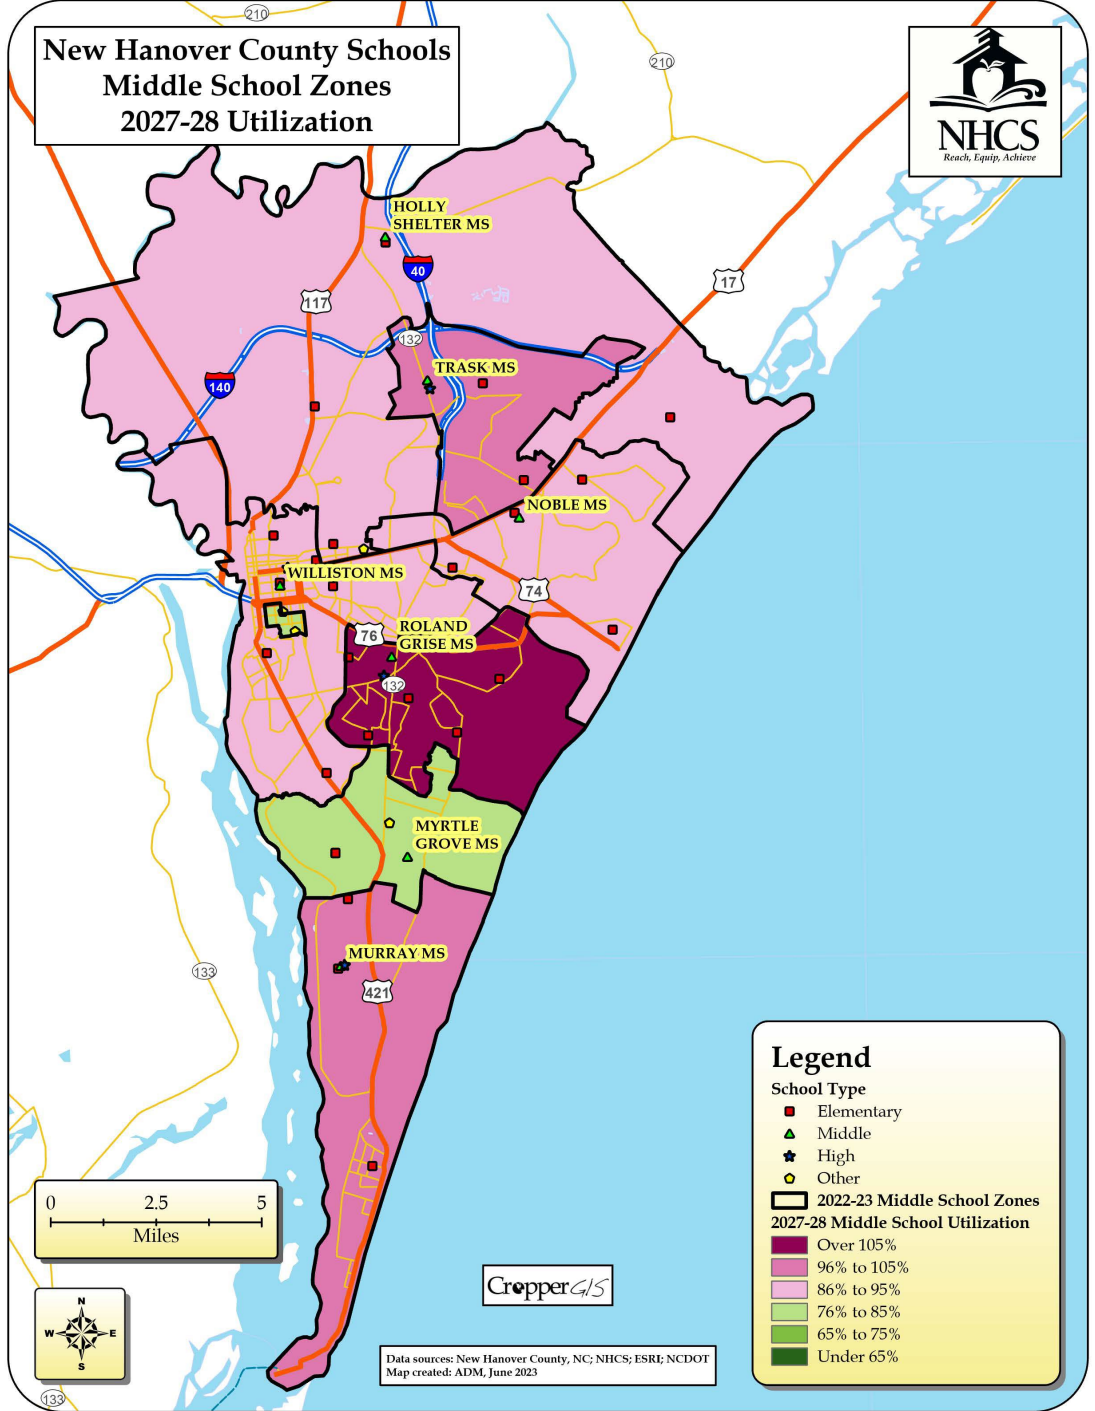 New Hanover County Schools
Middle School Zones
2027-28 Utilization
NHCS
Reach, Equip, Achieve
210
210
HOLLY
SHELTER MS
40
17
117
132
TRASK MS
140
NOBLE MS
WILLISTON MS
74
76
ROLAND
GRISE MS
132
MYRTLE
GROVE MS
MURRAY MS
421
133
133
Legend
School Type
Elementary
Middle
High
Other
2022-23 Middle School Zones
2027-28 Middle School Utilization
Over 105%
96% to 105%
86% to 95%
76% to 85%
65% to 75%
Under 65%
0 2.5 5
Miles
N
W E
S
Cropper GIS
Data sources: New Hanover County, NC; NHCS; ESRI; NCDOT
Map created: ADM, June 2023